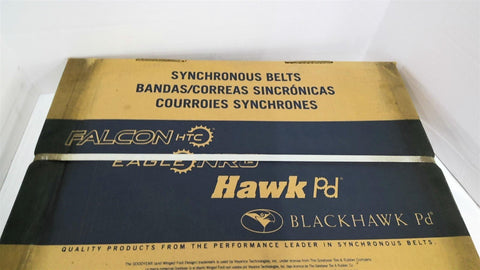 SYNCHRONOUS BELTS
BANDAS/CORREAS SINCRÓNICAS
COURROIES SYNCHRONES
FALCON HTC
EAGLE NRG
Hawk Pd
BLACKHAWK Pd
QUALITY PRODUCTS FROM THE PERFORMANCE LEADER IN SYNCHRONOUS BELTS.